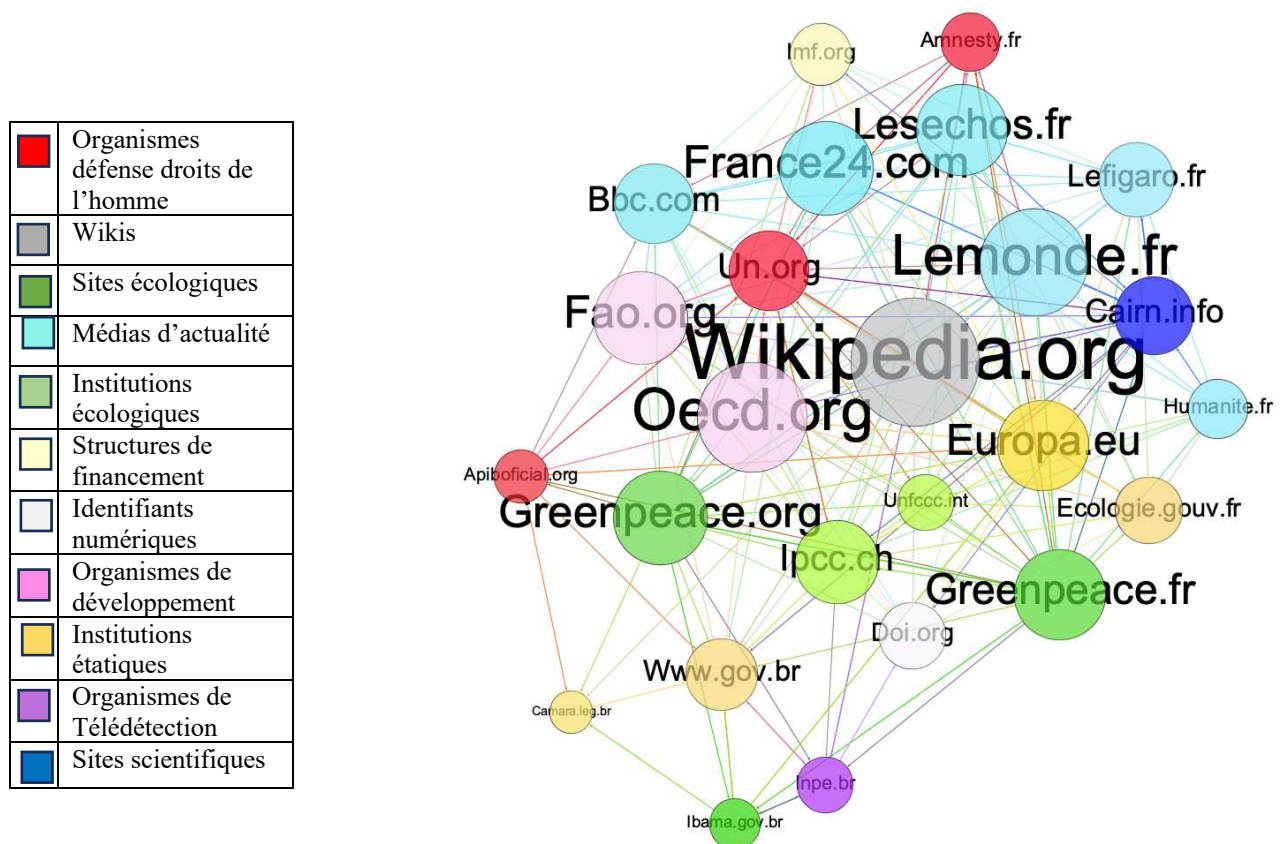 Organismes
défense droits de
l'homme
Wikis
Sites écologiques
Médias d'actualité
Institutions
écologiques
Structures de
financement
Identifiants
numériques
Organismes de
développement
Institutions
étatiques
Organismes de
Télédétection
Sites scientifiques
Imf.org
Amnesty.fr
Lesechos.fr
France24.com
Lefigaro.fr
Bbc.com
Lemonde.fr
Un.org
Fao.org
Cairn.info
Wikipedia.org
Oecd.org
Humanite.fr
Europa.eu
Apiboficial.org
Greenpeace.org
Unfccc.int
Ecologie.gouv.fr
Ipcc.ch
Greenpeace.fr
Doi.org
Www.gov.br
Camara.leg.br
Inpe.br
Ibama.gov.br